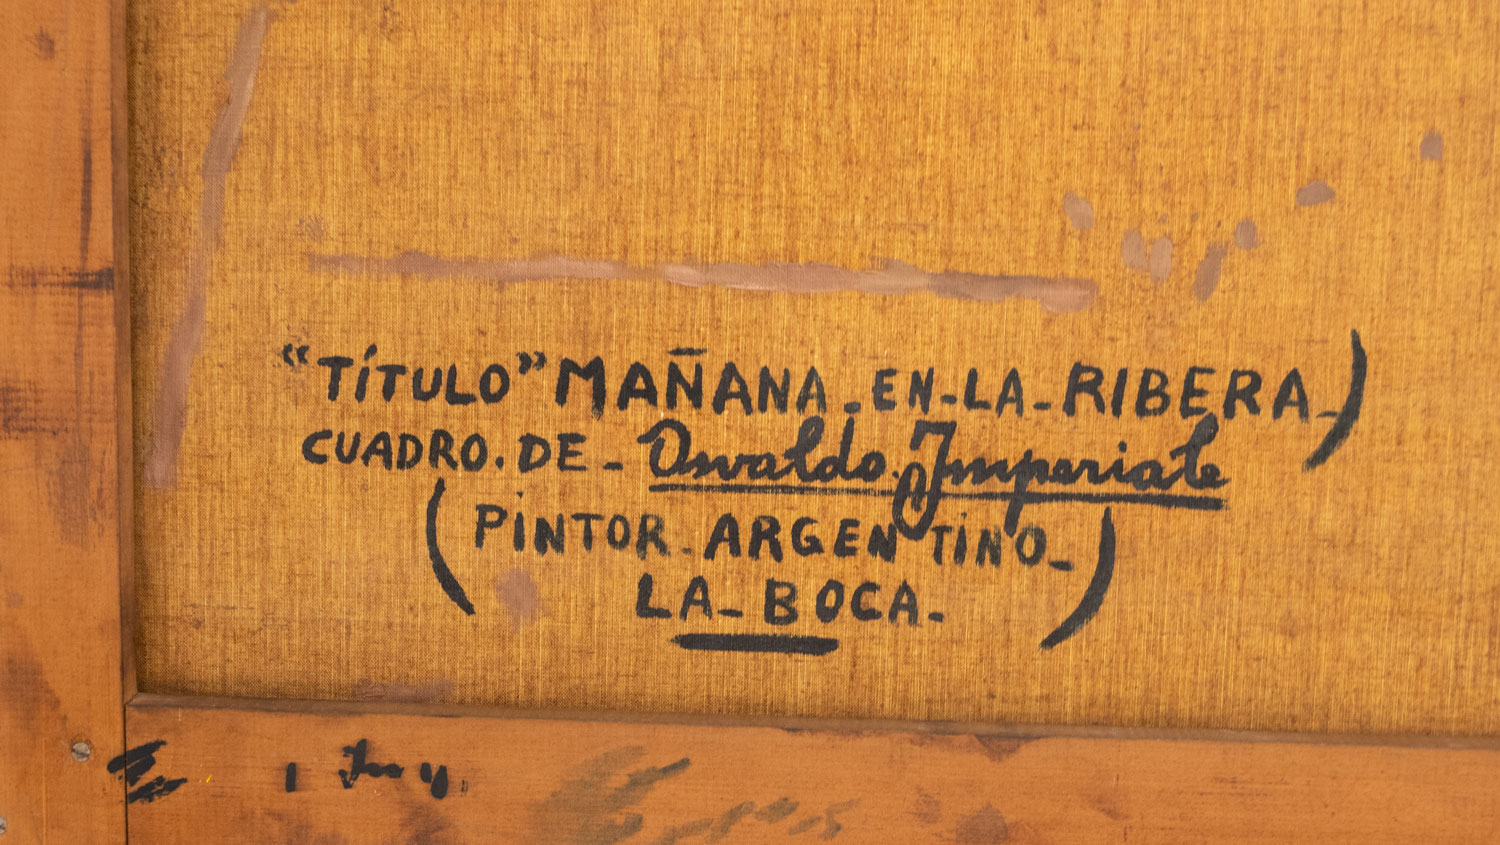 “TÍTULO” MAÑANA. EN-LA-RIBERA-)
CUADRO. DE- Osvaldo. Imperiale
(PINTOR. ARGENTINO-
LA- BOCA.)